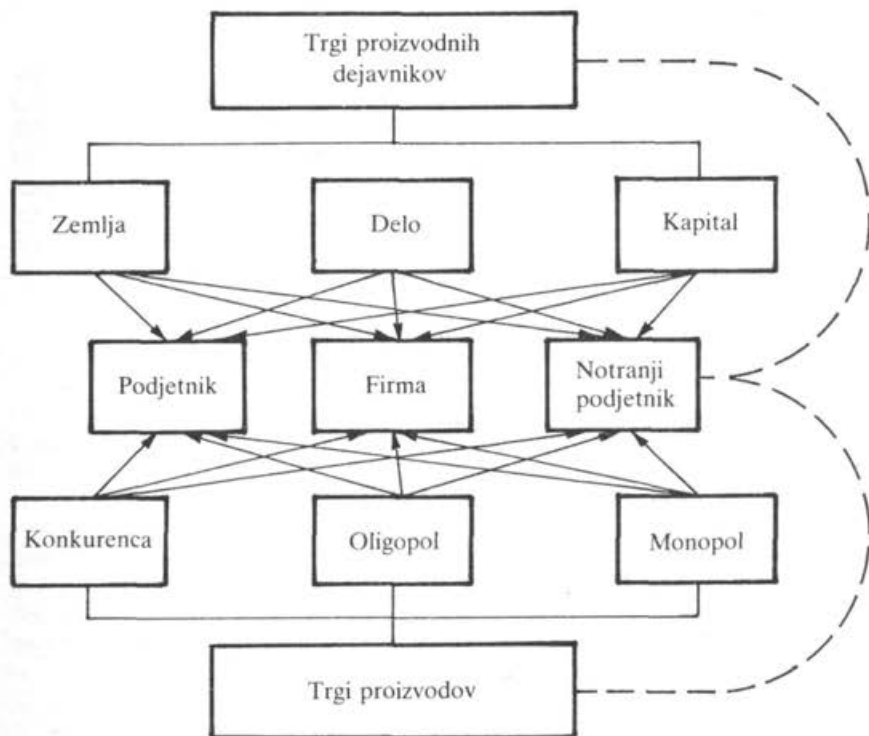 Trgi proizvodnih
dejavnikov
Zemlja
Delo
Kapital
Podjetnik
Firma
Notranji
podjetnik
Konkurenca
Oligopol
Monopol
Trgi proizvodov